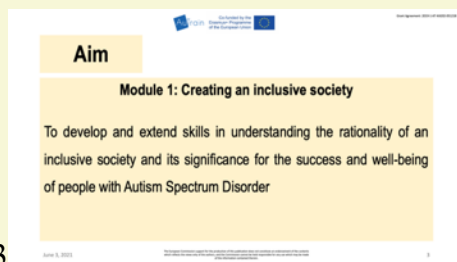 AuTrain
Co-funded by the
Erasmus+ Programme
of the European Union
Aim
Module 1: Creating an inclusive society
To develop and extend skills in understanding the rationality of an
inclusive society and its significance for the success and well-being
of people with Autism Spectrum Disorder
June 3, 2021
3